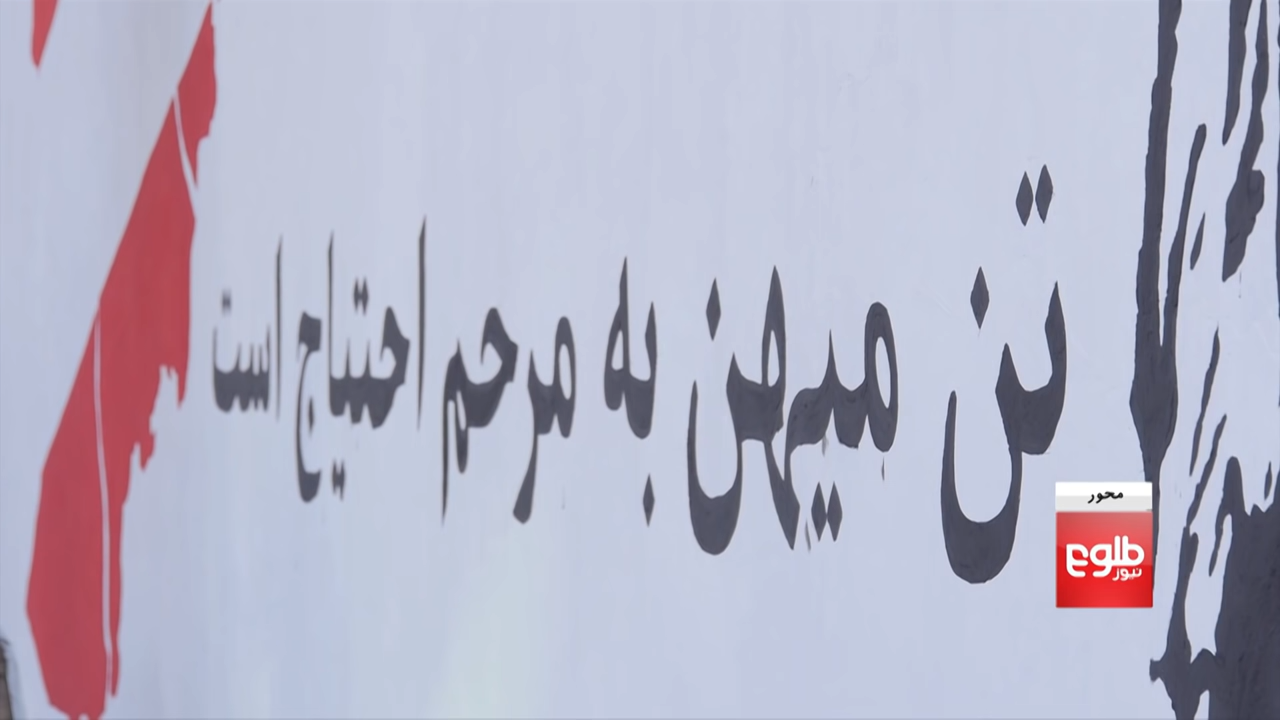 تن میهن به مرحم احتیاج است
محور
طلوع
نیوز